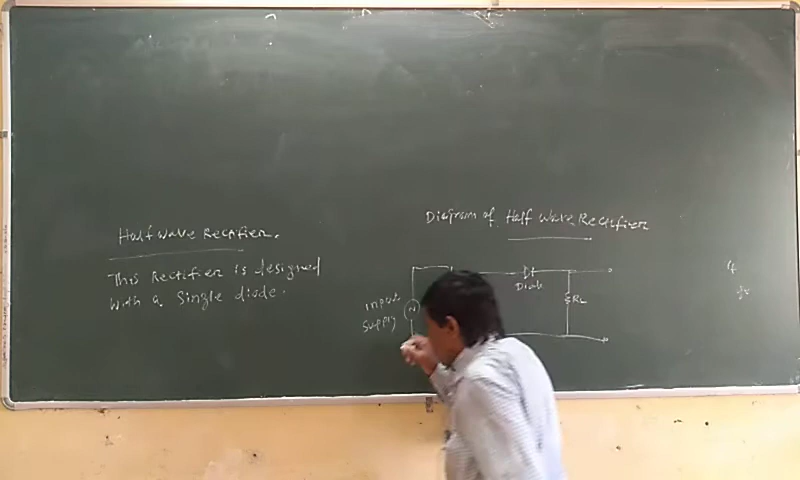 Half wave Rectifier.
This Rectifier is designed
with a single diode.
Diagram of Half wave Rectifier
Diode
RL
Input
Supply